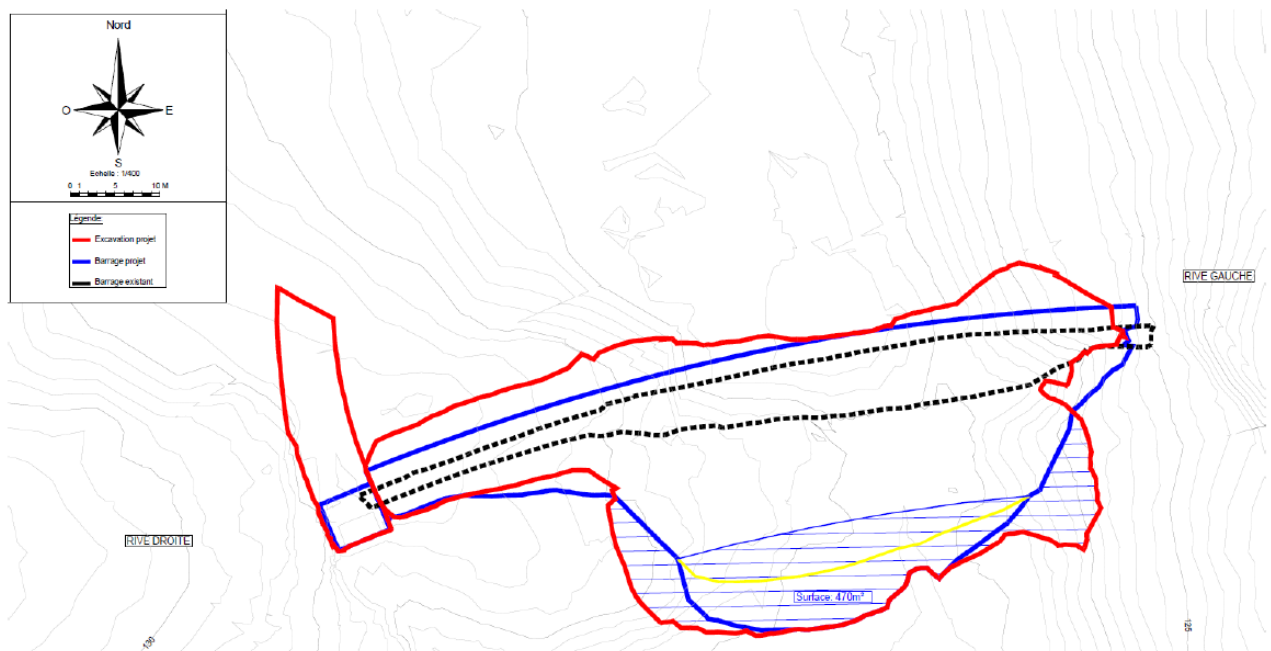 Nord
O
E
S
Echelle : 1/400
0 1 5 10 M
Légende:
Excavation projet
Barrage projet
Barrage existant
RIVE GAUCHE
RIVE DROITE
Surface: 470m²
130
125